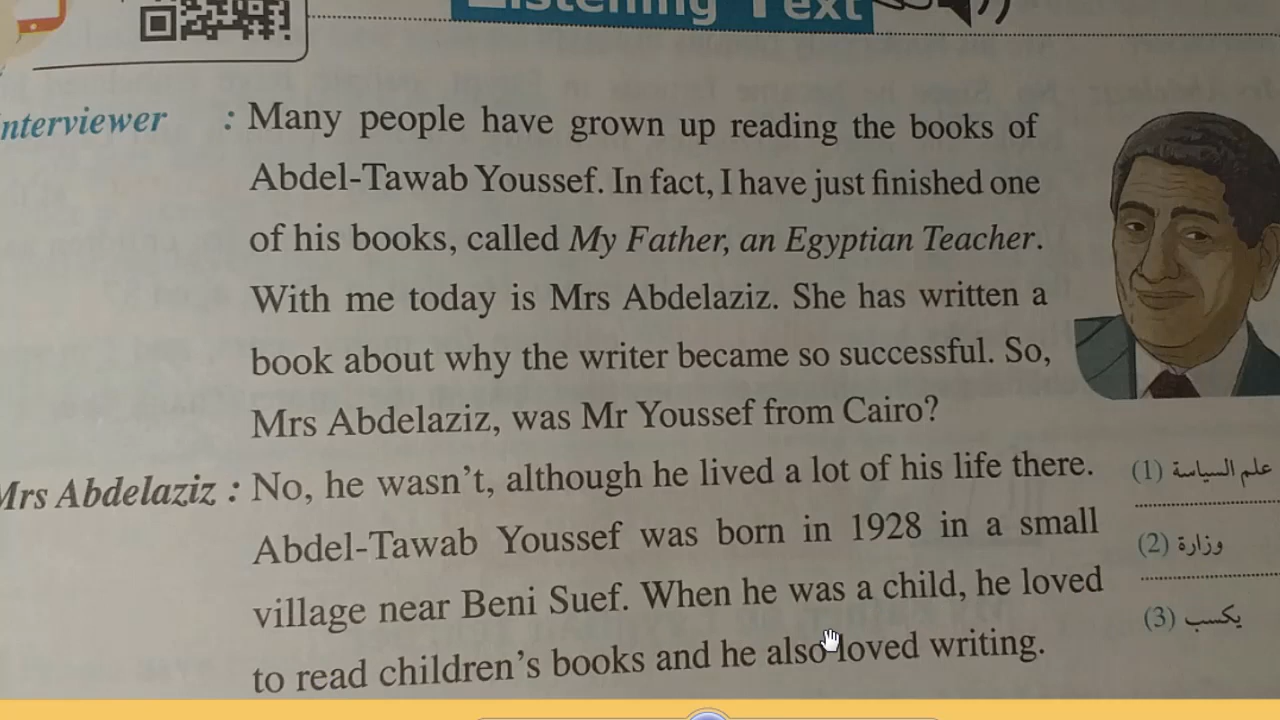 Listening Text
Interviewer : Many people have grown up reading the books of
Abdel-Tawab Youssef. In fact, I have just finished one
of his books, called My Father, an Egyptian Teacher.
With me today is Mrs Abdelaziz. She has written a
book about why the writer became so successful. So,
Mrs Abdelaziz, was Mr Youssef from Cairo?
Mrs Abdelaziz : No, he wasn't, although he lived a lot of his life there.
Abdel-Tawab Youssef was born in 1928 in a small
village near Beni Suef. When he was a child, he loved
to read children's books and he also loved writing.
(1) علم السياسة
(2) وزارة
(3) يكسب